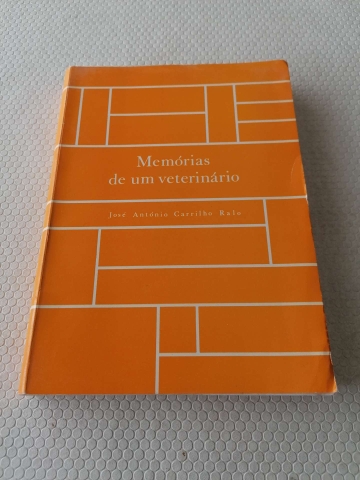 Memórias
de um veterinário
José António Carrilho Ralo